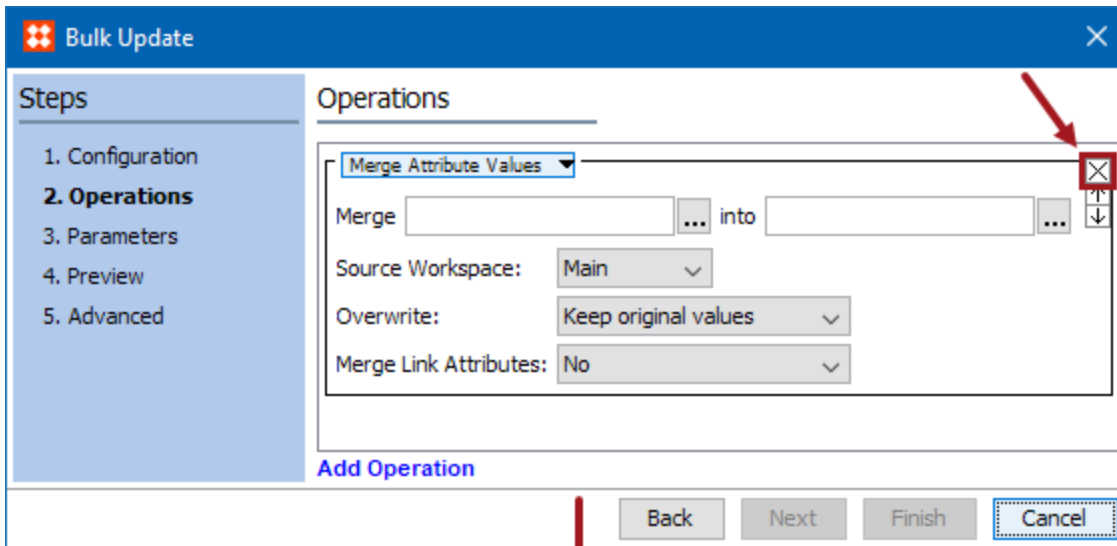 Bulk Update
Steps
1. Configuration
2. Operations
3. Parameters
4. Preview
5. Advanced
Operations
Merge Attribute Values
Merge ... into ...
Source Workspace: Main
Overwrite: Keep original values
Merge Link Attributes: No
Add Operation
Back Next Finish Cancel